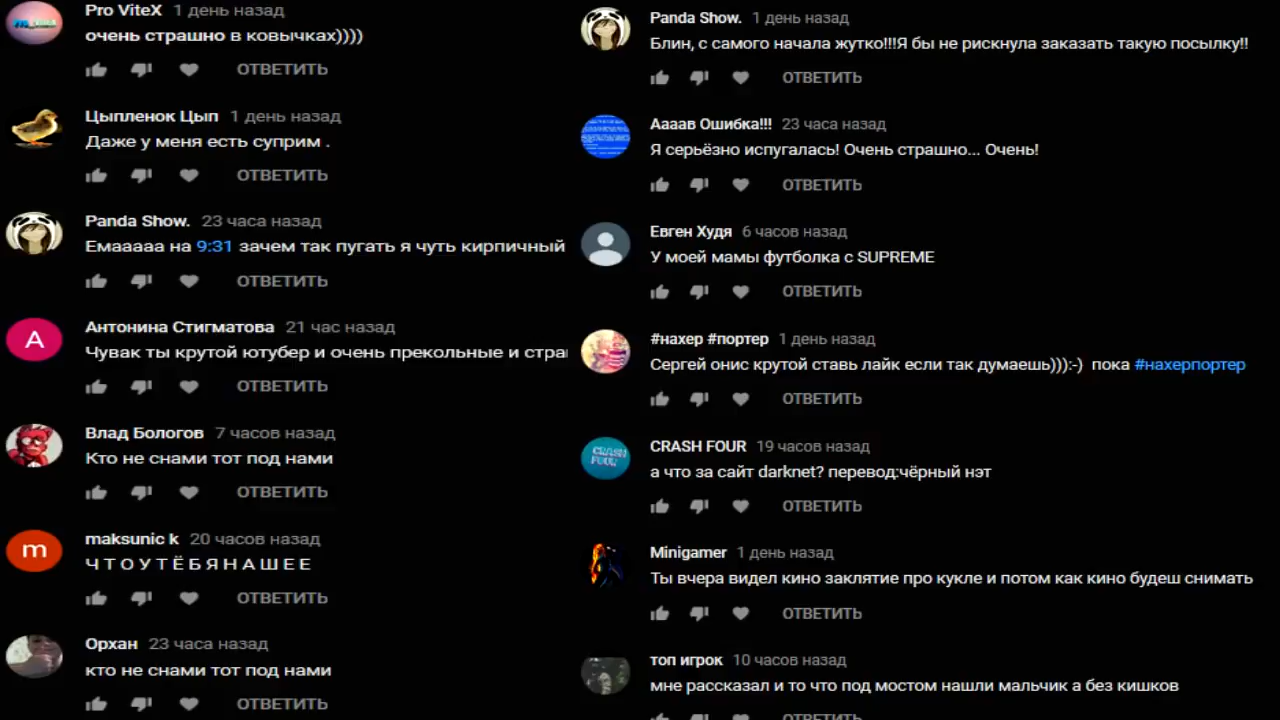 Pro ViteX 1 день назад
очень страшно в ковычках))))
ОТВЕТИТЬ
Цыпленок Цып 1 день назад
Даже у меня есть суприм .
ОТВЕТИТЬ
Panda Show. 23 часа назад
Емааааа на 9:31 зачем так пугать я чуть кирпичный
ОТВЕТИТЬ
A
Антонина Стигматова 21 час назад
Чувак ты крутой ютубер и очень прекольные и стра
ОТВЕТИТЬ
Влад Бологов 7 часов назад
Кто не снами тот под нами
ОТВЕТИТЬ
m
maksunic k 20 часов назад
Ч Т О У Т Ё Б Я Н А Ш Е Е
ОТВЕТИТЬ
Орхан 23 часа назад
кто не снами тот под нами
ОТВЕТИТЬ
Panda Show. 1 день назад
Блин, с самого начала жутко!!!Я бы не рискнула заказать такую посылку!!
ОТВЕТИТЬ
Аааав Ошибка!!! 23 часа назад
Я серьёзно испугалась! Очень страшно... Очень!
ОТВЕТИТЬ
Евген Худя 6 часов назад
У моей мамы футболка с SUPREME
ОТВЕТИТЬ
#нахер #портер 1 день назад
Сергей онис крутой ставь лайк если так думаешь))):-) пока #нахерпортер
ОТВЕТИТЬ
CRASH FOUR
CRASH FOUR 19 часов назад
а что за сайт darknet? перевод:чёрный нэт
ОТВЕТИТЬ
Minigamer 1 день назад
Ты вчера видел кино заклятие про кукле и потом как кино будеш снимать
ОТВЕТИТЬ
топ игрок 10 часов назад
мне рассказал и то что под мостом нашли мальчик а без кишков
ОТВЕТИТЬ